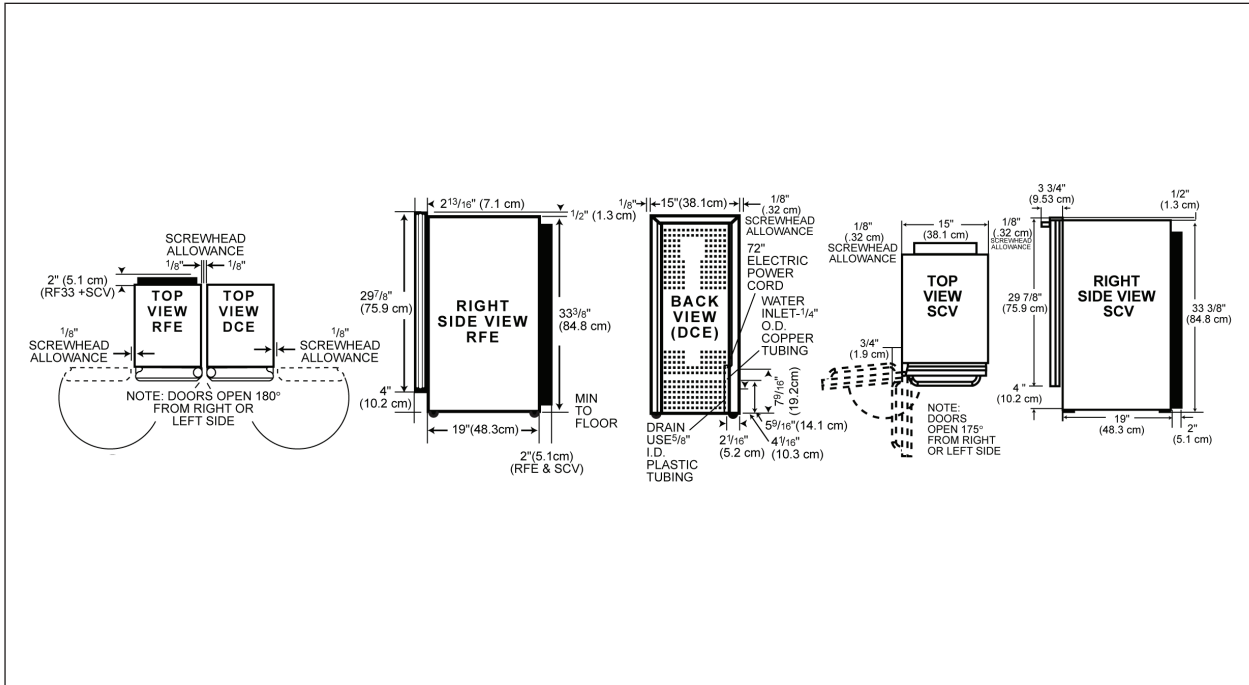 SCREWHEAD
ALLOWANCE
1/8" 1/8"
2" (5.1 cm)
(RF33 +SCV)
TOP
VIEW
RFE
TOP
VIEW
DCE
1/8"
SCREWHEAD
ALLOWANCE
1/8"
SCREWHEAD
ALLOWANCE
NOTE: DOORS OPEN 180°
FROM RIGHT OR
LEFT SIDE
2 13/16" (7.1 cm)
1/2" (1.3 cm)
29 7/8"
(75.9 cm)
RIGHT
SIDE VIEW
RFE
33 3/8"
(84.8 cm)
4"
(10.2 cm)
MIN
TO
FLOOR
19"(48.3cm)
2"(5.1cm)
(RFE & SCV)
1/8" 15"(38.1cm)
1/8"
(.32 cm)
SCREWHEAD
ALLOWANCE
72"
ELECTRIC
POWER
CORD
WATER
INLET-1/4"
O.D.
COPPER
TUBING
BACK
VIEW
(DCE)
7 9/16"
(19.2cm)
5 9/16"(14.1 cm)
4 1/16"
(10.3 cm)
2 1/16"
(5.2 cm)
DRAIN
USE 5/8"
I.D.
PLASTIC
TUBING
1/8"
(.32 cm)
SCREWHEAD
ALLOWANCE
15"
(38.1 cm)
1/8"
(.32 cm)
SCREWHEAD
ALLOWANCE
TOP
VIEW
SCV
3/4"
(1.9 cm)
NOTE:
DOORS
OPEN 175°
FROM RIGHT
OR LEFT SIDE
3 3/4"
(9.53 cm)
1/2"
(1.3 cm)
29 7/8"
(75.9 cm)
RIGHT
SIDE VIEW
SCV
33 3/8"
(84.8 cm)
4 "
(10.2 cm)
19"
(48.3 cm)
2"
(5.1 cm)